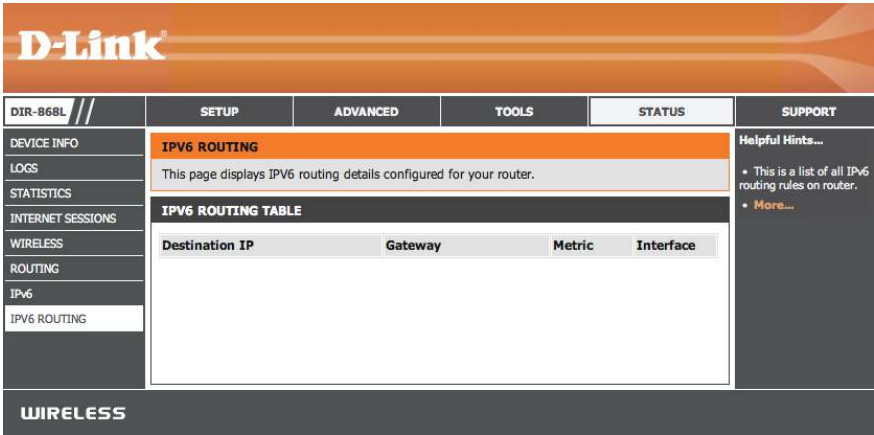 D-Link
DIR-868L
SETUP
ADVANCED
TOOLS
STATUS
SUPPORT
DEVICE INFO
LOGS
STATISTICS
INTERNET SESSIONS
WIRELESS
ROUTING
IPv6
IPV6 ROUTING
IPV6 ROUTING
This page displays IPV6 routing details configured for your router.
IPV6 ROUTING TABLE
Destination IP Gateway Metric Interface
Helpful Hints...
• This is a list of all IPv6
routing rules on router.
• More...
WIRELESS